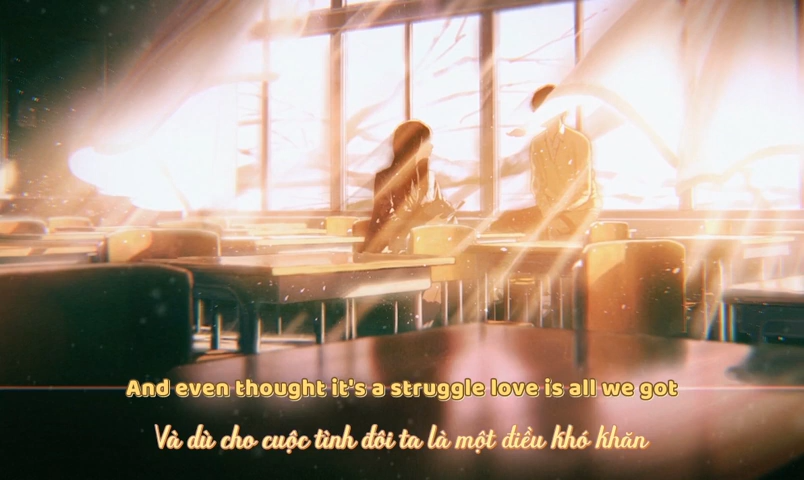 And even thought it's a struggle love is all we got
Và dù cho cuộc tình đôi ta là một điều khó khăn